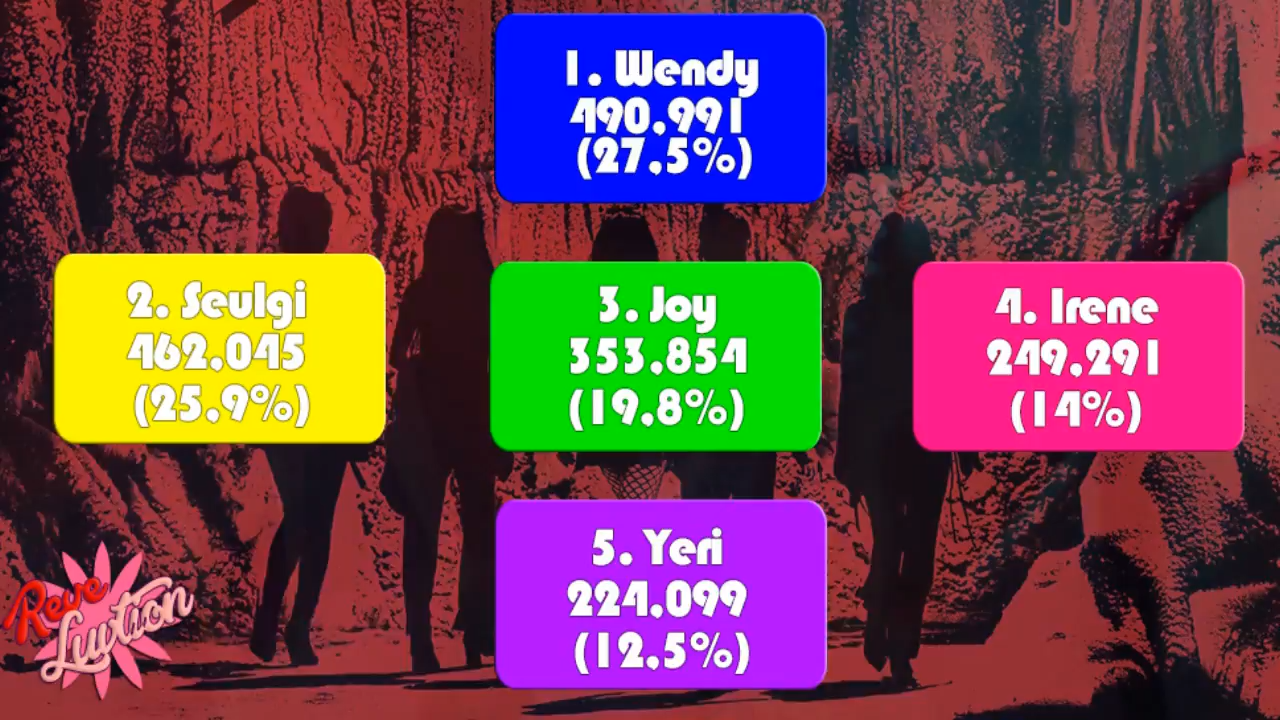 1. Wendy
490,991
(27,5%)
2. Seulgi
462,045
(25,9%)
3. Joy
353,854
(19,8%)
4. Irene
249,291
(14%)
5. Yeri
224,099
(12,5%)
Reve
Luvtion